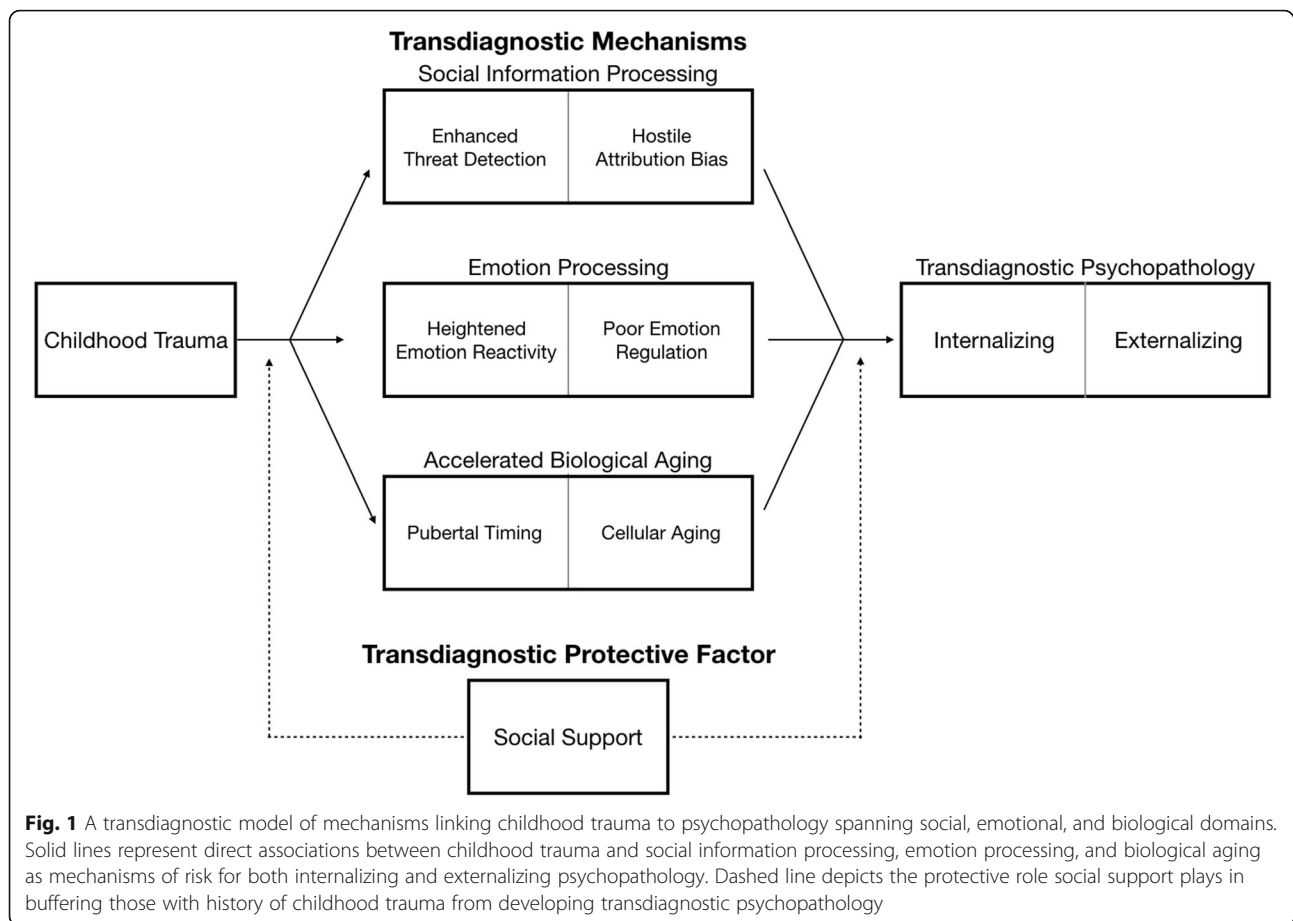 Transdiagnostic Mechanisms
Social Information Processing
Enhanced
Threat Detection
Hostile
Attribution Bias
Emotion Processing
Transdiagnostic Psychopathology
Childhood Trauma
Heightened
Emotion Reactivity
Poor Emotion
Regulation
Internalizing
Externalizing
Accelerated Biological Aging
Pubertal Timing
Cellular Aging
Transdiagnostic Protective Factor
Social Support
Fig. 1 A transdiagnostic model of mechanisms linking childhood trauma to psychopathology spanning social, emotional, and biological domains.
Solid lines represent direct associations between childhood trauma and social information processing, emotion processing, and biological aging
as mechanisms of risk for both internalizing and externalizing psychopathology. Dashed line depicts the protective role social support plays in
buffering those with history of childhood trauma from developing transdiagnostic psychopathology